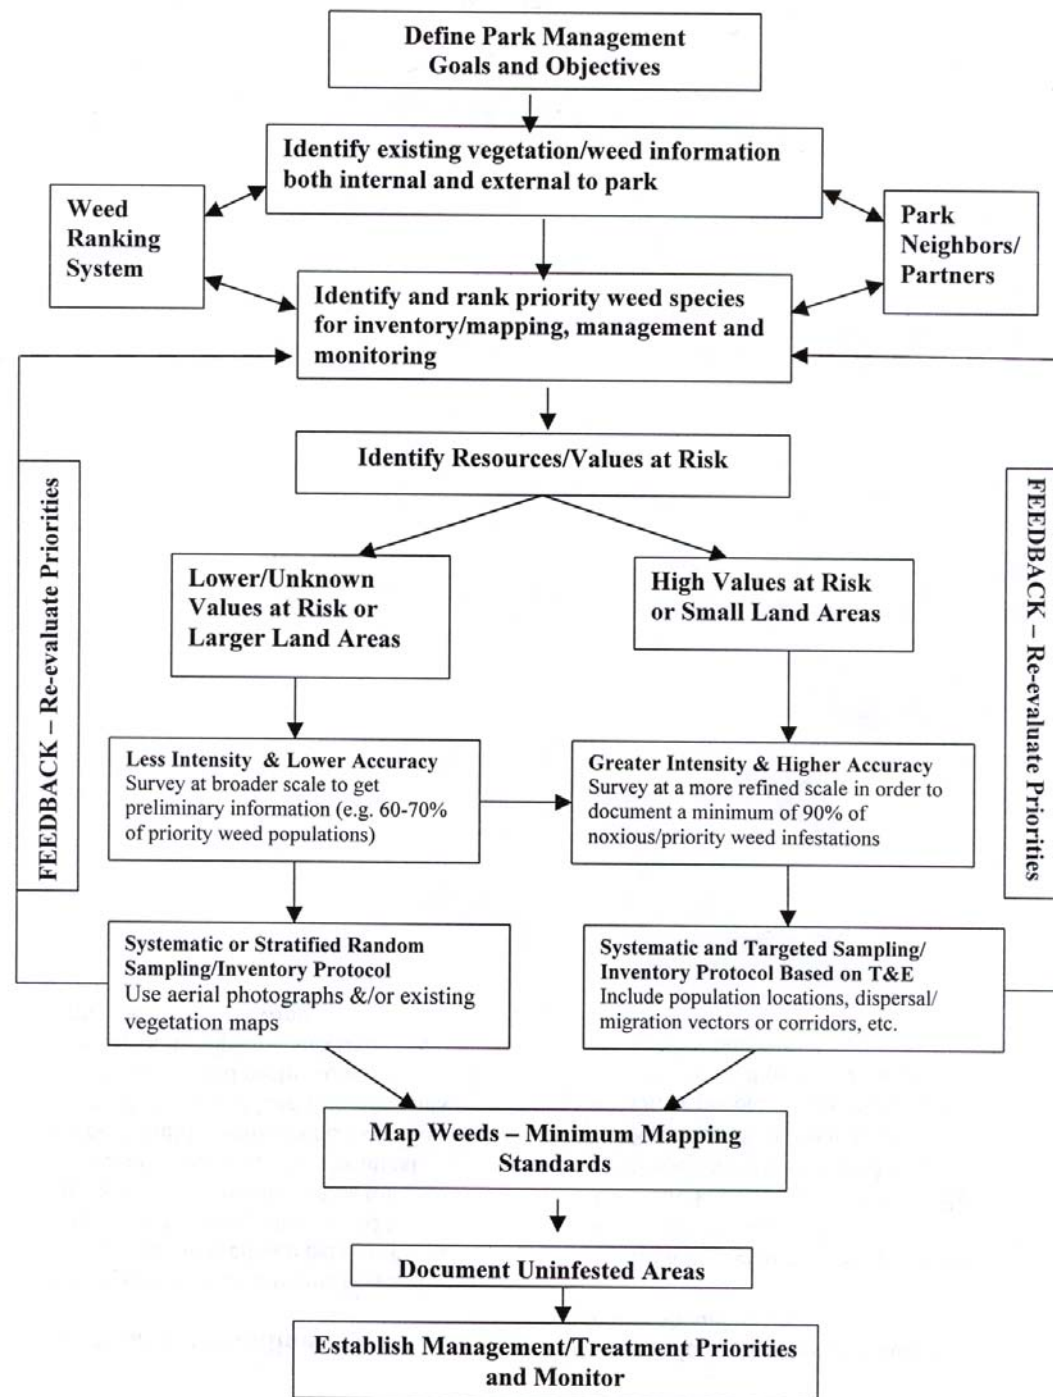 Define Park Management
Goals and Objectives
Identify existing vegetation/weed information
both internal and external to park
Weed
Ranking
System
Park
Neighbors/
Partners
Identify and rank priority weed species
for inventory/mapping, management and
monitoring
Identify Resources/Values at Risk
FEEDBACK – Re-evaluate Priorities
FEEDBACK – Re-evaluate Priorities
Lower/Unknown
Values at Risk or
Larger Land Areas
High Values at Risk
or Small Land Areas
Less Intensity & Lower Accuracy
Survey at broader scale to get
preliminary information (e.g. 60-70%
of priority weed populations)
Greater Intensity & Higher Accuracy
Survey at a more refined scale in order to
document a minimum of 90% of
noxious/priority weed infestations
Systematic or Stratified Random
Sampling/Inventory Protocol
Use aerial photographs &/or existing
vegetation maps
Systematic and Targeted Sampling/
Inventory Protocol Based on T&E
Include population locations, dispersal/
migration vectors or corridors, etc.
Map Weeds – Minimum Mapping
Standards
Document Uninfested Areas
Establish Management/Treatment Priorities
and Monitor